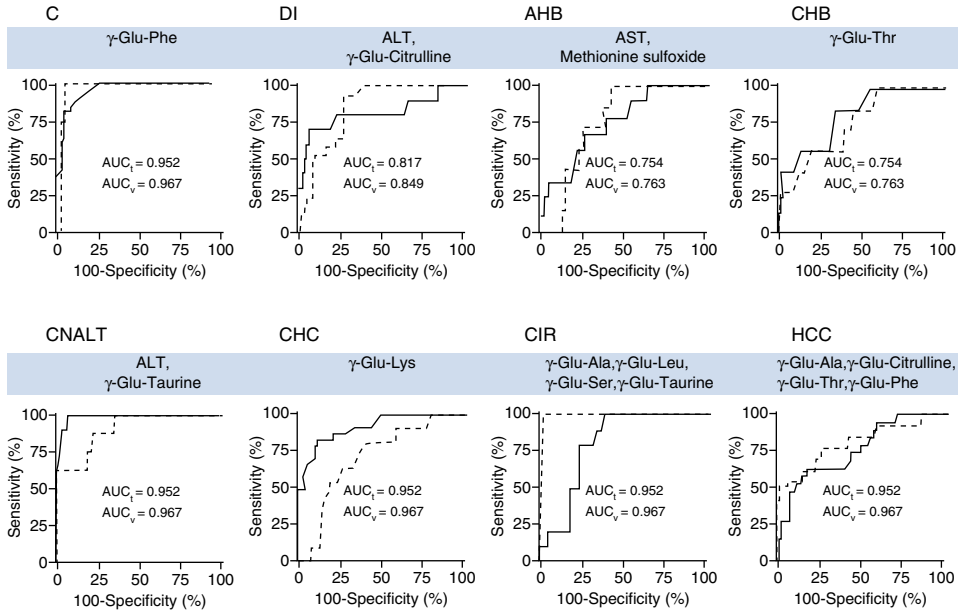 C
γ-Glu-Phe
Sensitivity (%)
100
75
50
25
0
AUCt = 0.952
AUCv = 0.967
0 25 50 75 100
100-Specificity (%)
DI
ALT,
γ-Glu-Citrulline
Sensitivity (%)
100
75
50
25
0
AUCt = 0.817
AUCv = 0.849
0 25 50 75 100
100-Specificity (%)
AHB
AST,
Methionine sulfoxide
Sensitivity (%)
100
75
50
25
0
AUCt = 0.754
AUCv = 0.763
0 25 50 75 100
100-Specificity (%)
CHB
γ-Glu-Thr
Sensitivity (%)
100
75
50
25
0
AUCt = 0.754
AUCv = 0.763
0 25 50 75 100
100-Specificity (%)
CNALT
ALT,
γ-Glu-Taurine
Sensitivity (%)
100
75
50
25
0
AUCt = 0.952
AUCv = 0.967
0 25 50 75 100
100-Specificity (%)
CHC
γ-Glu-Lys
Sensitivity (%)
100
75
50
25
0
AUCt = 0.952
AUCv = 0.967
0 25 50 75 100
100-Specificity (%)
CIR
γ-Glu-Ala,γ-Glu-Leu,
γ-Glu-Ser,γ-Glu-Taurine
Sensitivity (%)
100
75
50
25
0
AUCt = 0.952
AUCv = 0.967
0 25 50 75 100
100-Specificity (%)
HCC
γ-Glu-Ala,γ-Glu-Citrulline,
γ-Glu-Thr,γ-Glu-Phe
Sensitivity (%)
100
75
50
25
0
AUCt = 0.952
AUCv = 0.967
0 25 50 75 100
100-Specificity (%)